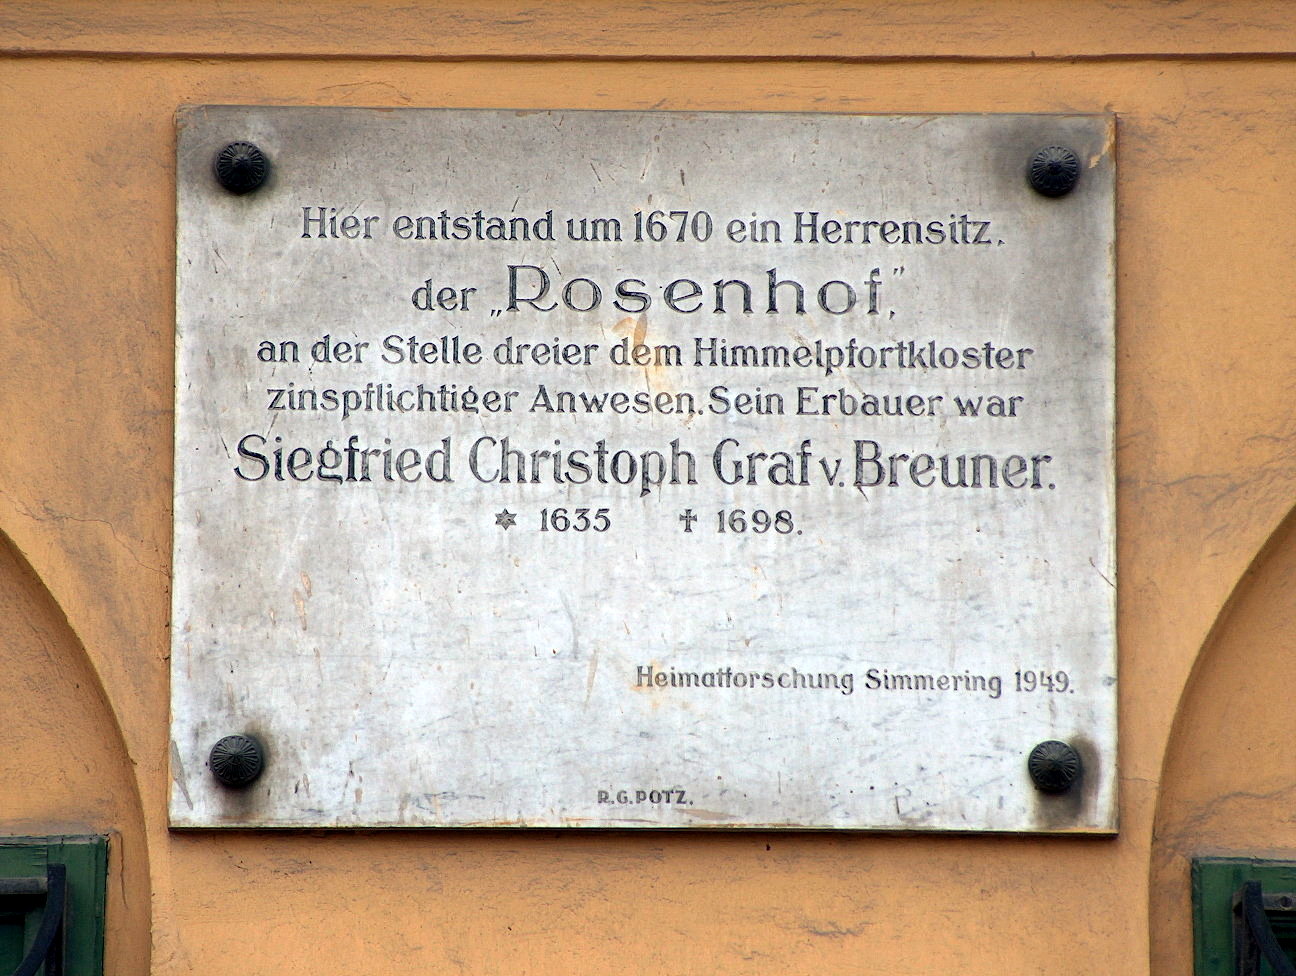 Hier entstand um 1670 ein Herrensitz,
der „Rosenhof”,
an der Stelle dreier dem Himmelpfortkloster
zinspflichtiger Anwesen. Sein Erbauer war
Siegfried Christoph Graf v. Breuner.
✶ 1635 ✝ 1698.
Heimatforschung Simmering 1949.
R.G.POTZ.